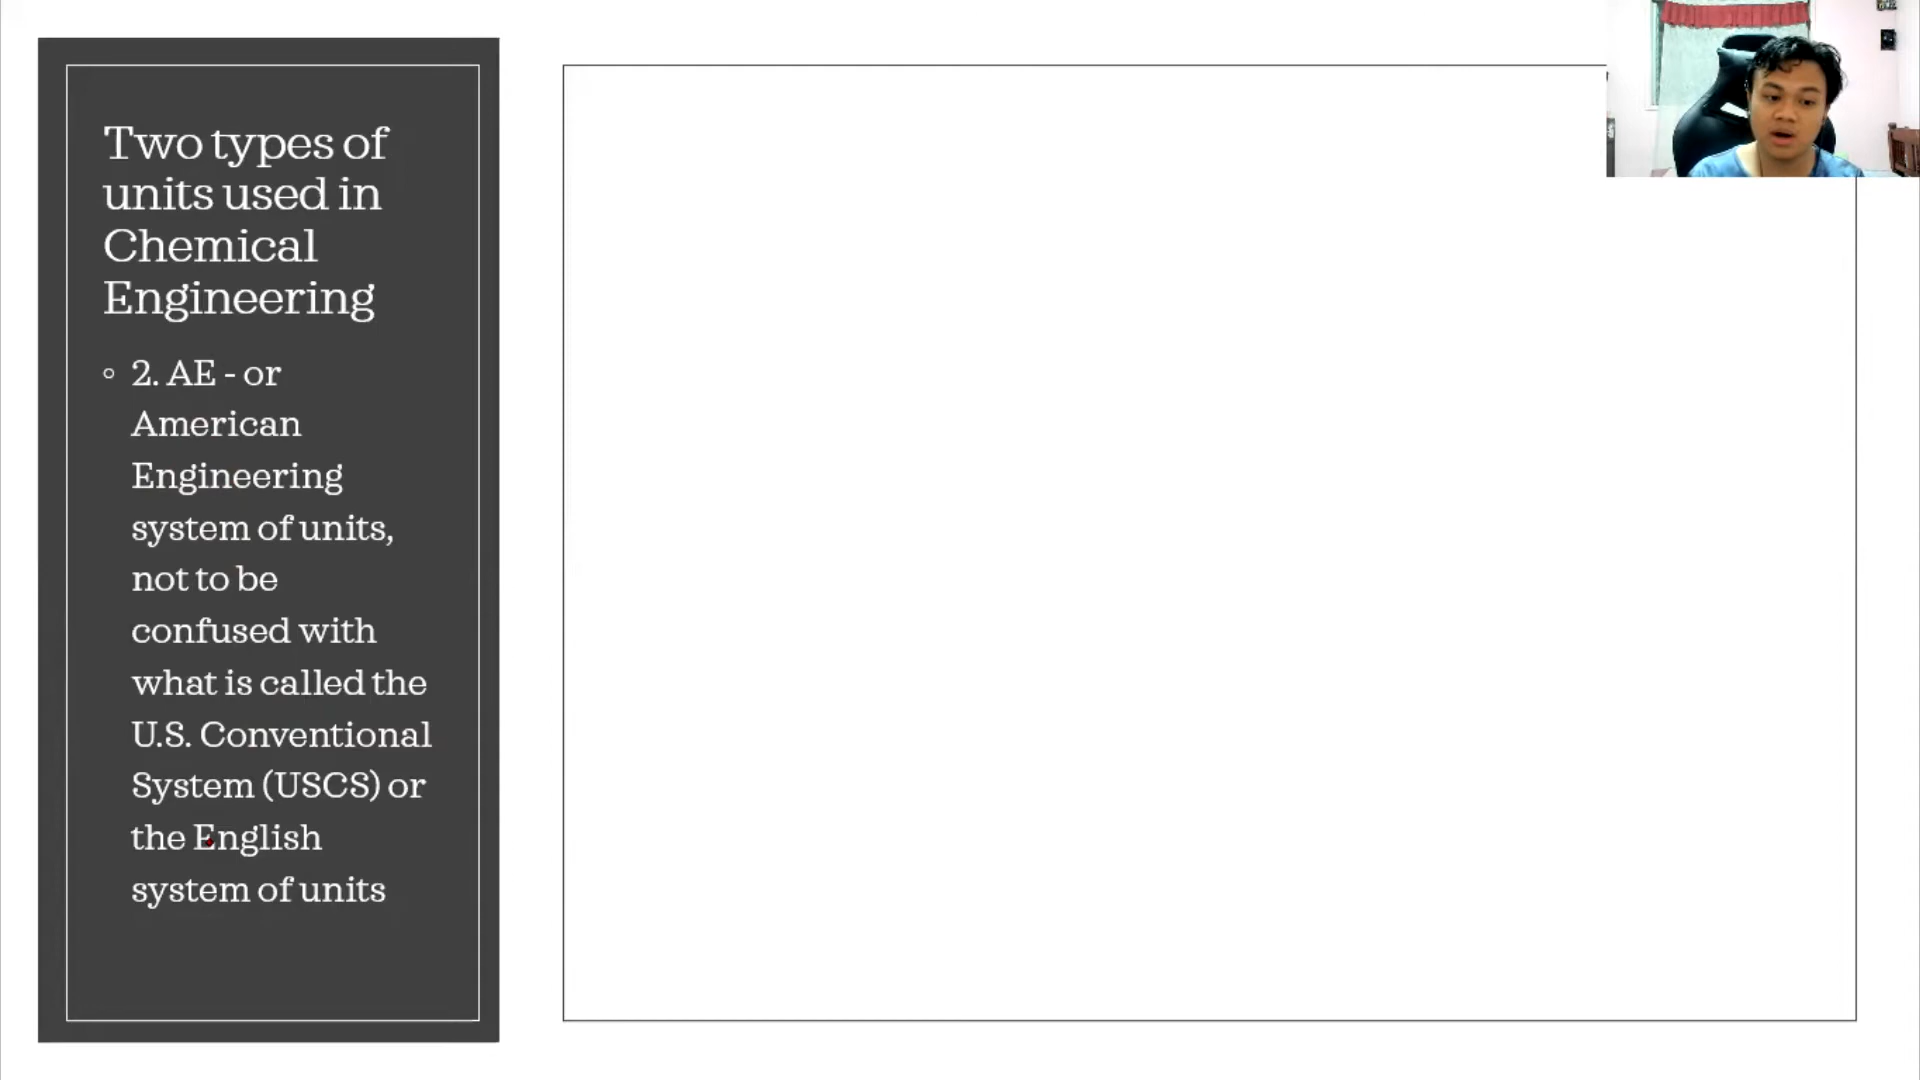 Two types of
units used in
Chemical
Engineering
2. AE - or
American
Engineering
system of units,
not to be
confused with
what is called the
U.S. Conventional
System (USCS) or
the English
system of units